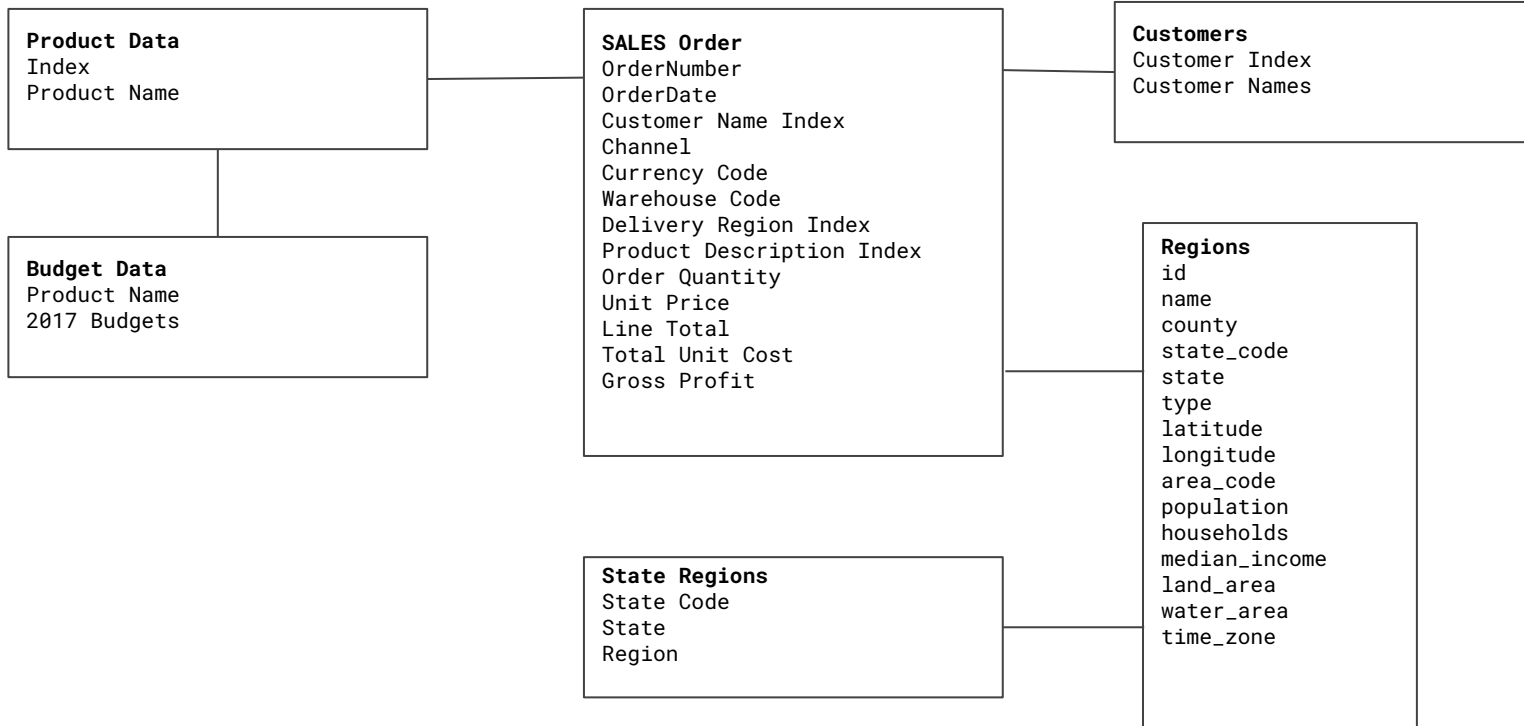 Product Data
Index
Product Name
Budget Data
Product Name
2017 Budgets
SALES Order
OrderNumber
OrderDate
Customer Name Index
Channel
Currency Code
Warehouse Code
Delivery Region Index
Product Description Index
Order Quantity
Unit Price
Line Total
Total Unit Cost
Gross Profit
State Regions
State Code
State
Region
Customers
Customer Index
Customer Names
Regions
id
name
county
state_code
state
type
latitude
longitude
area_code
population
households
median_income
land_area
water_area
time_zone